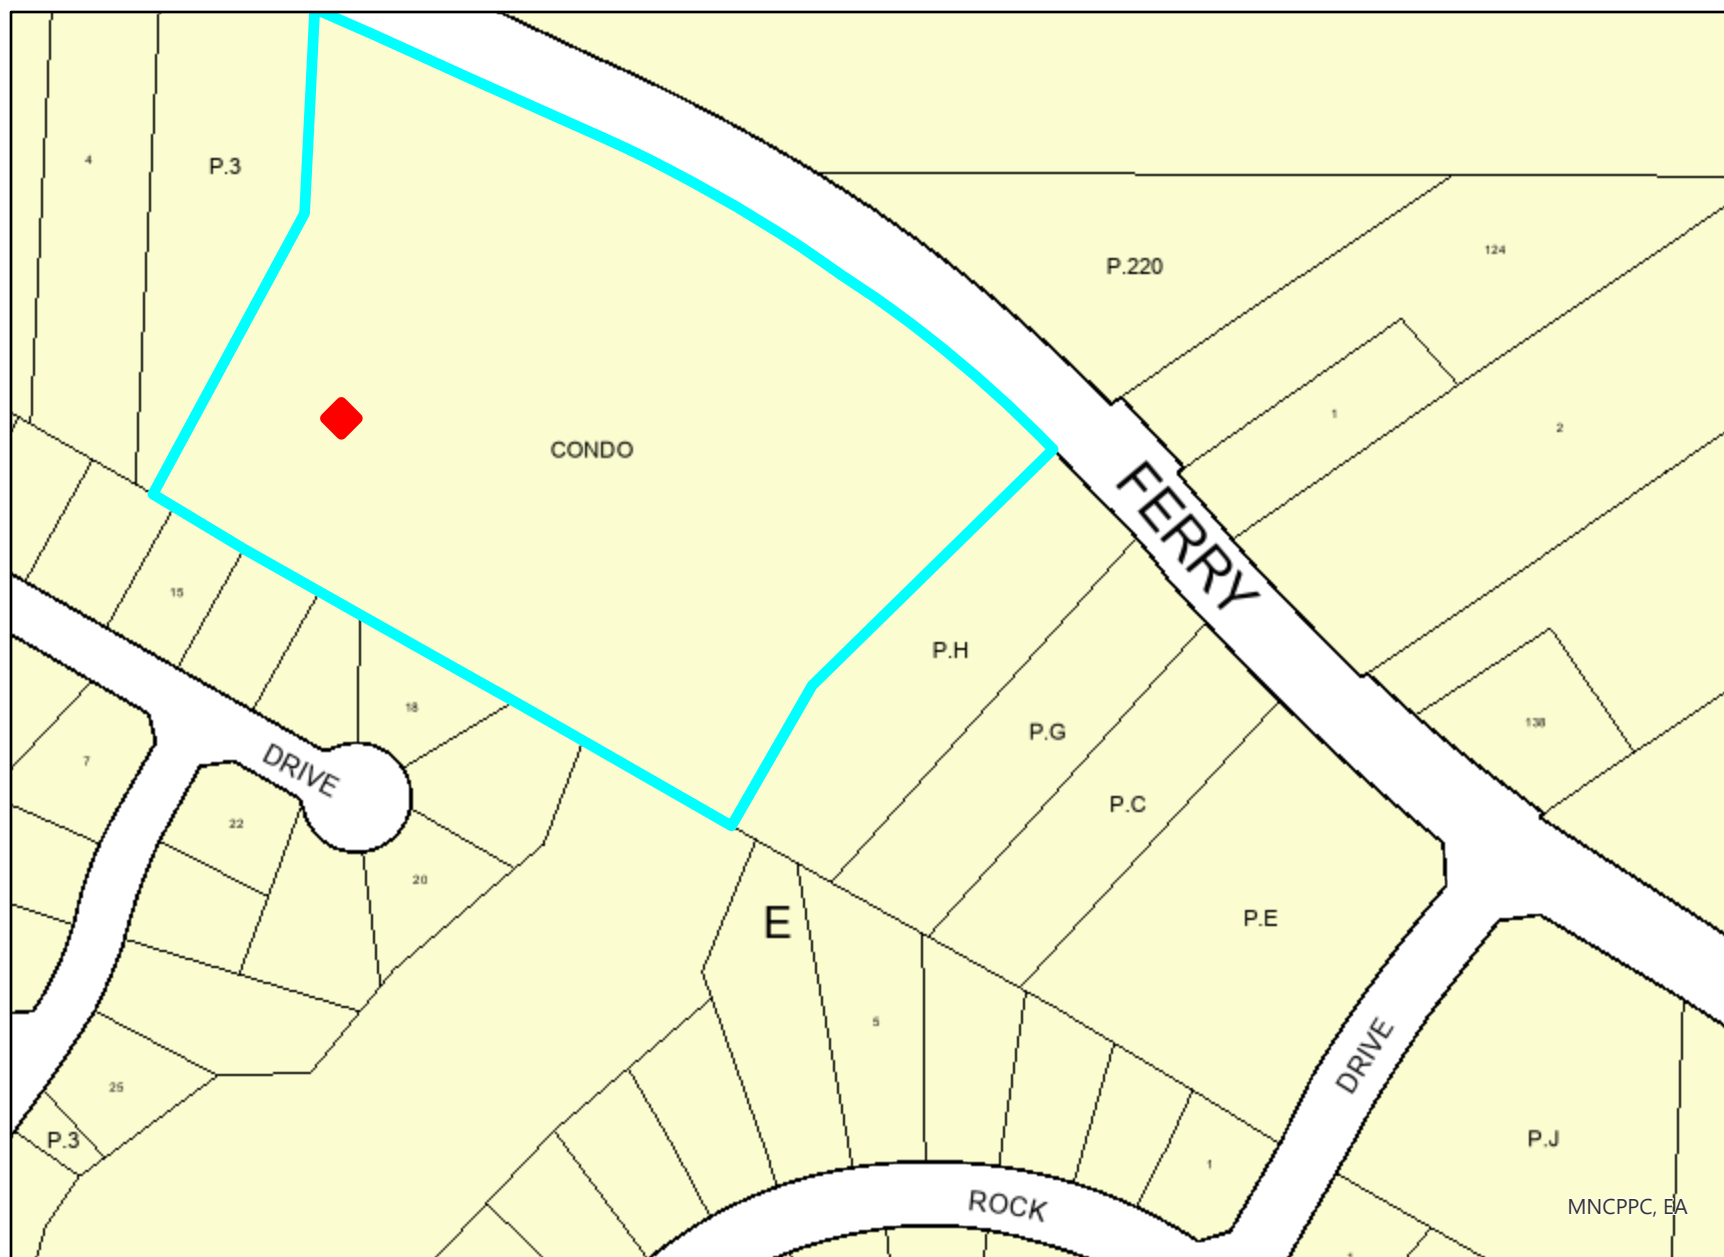 4
P.3
P.220
124
1
2
CONDO
FERRY
15
P.H
18
P.G
138
7
DRIVE
P.C
22
20
E
P.E
5
25
DRIVE
P.3
P.J
1
ROCK
MNCPPC, EA